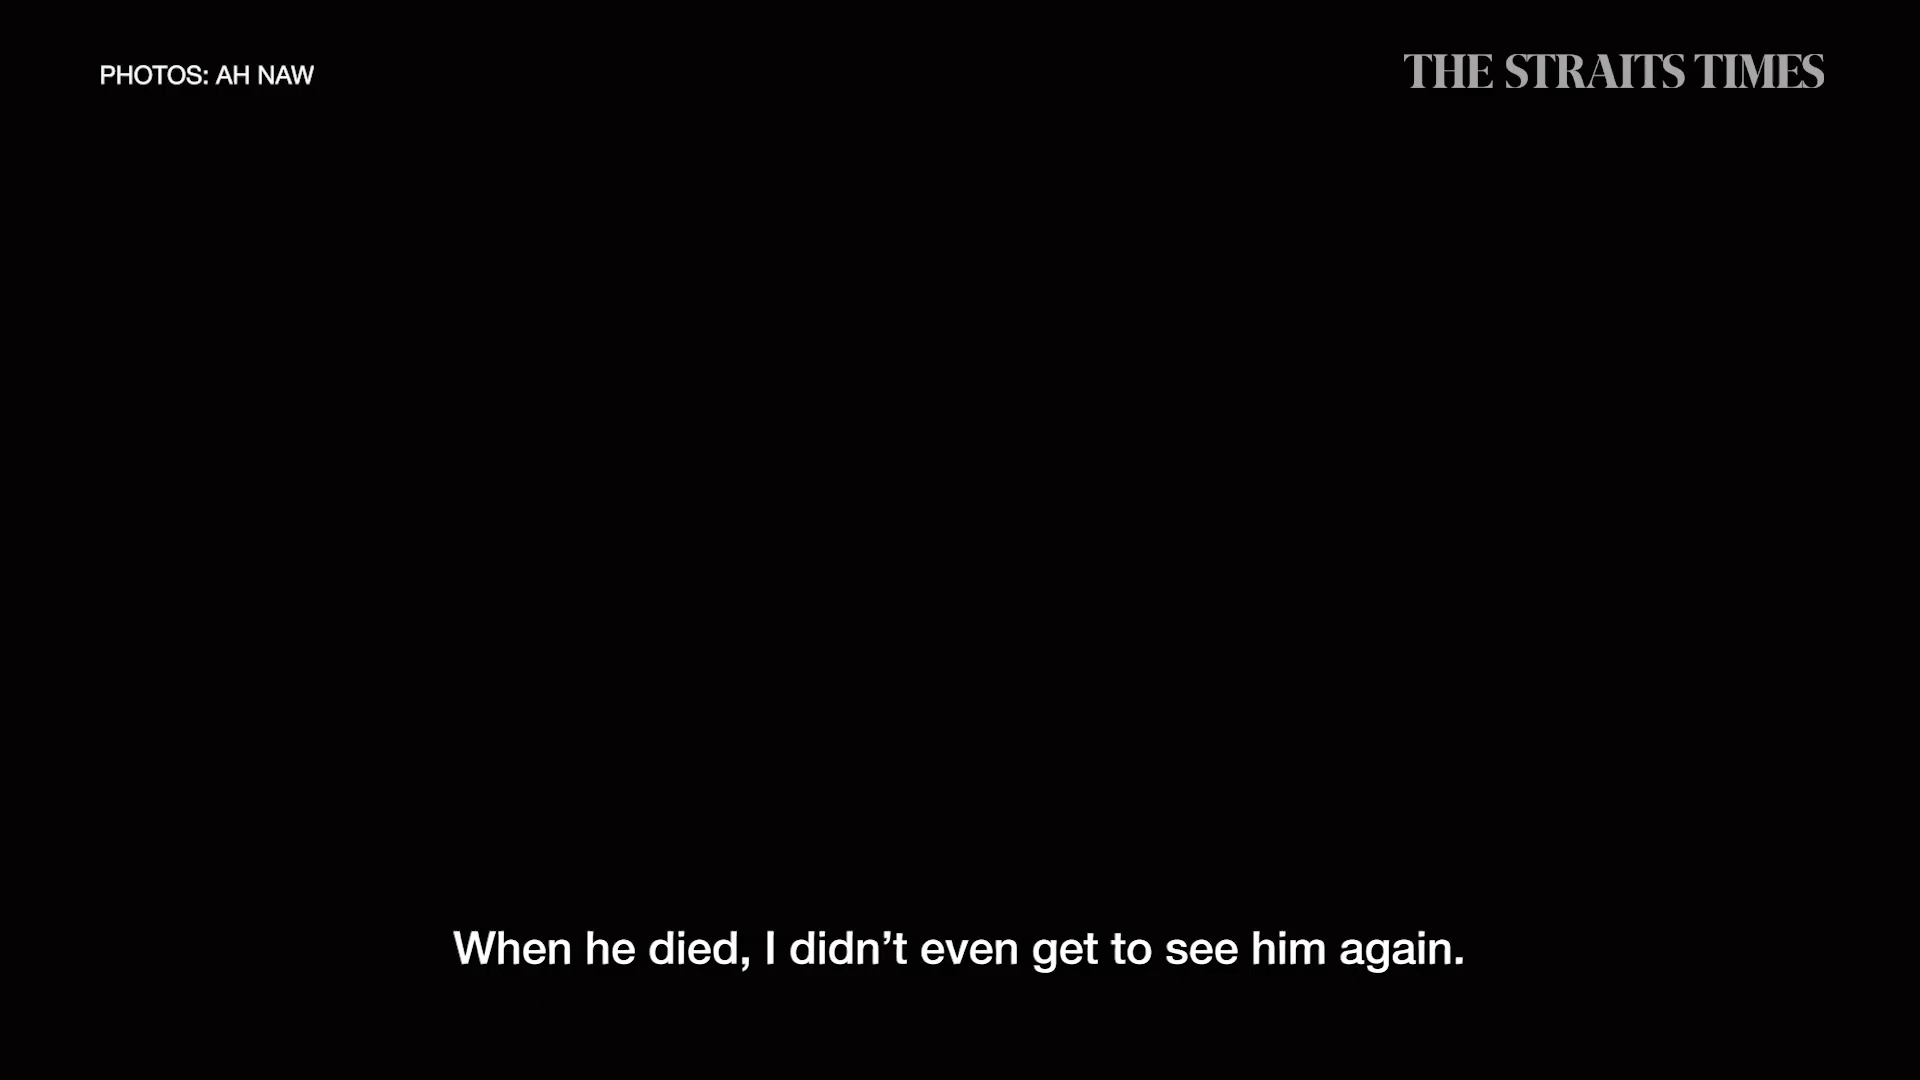 PHOTOS: AH NAW
THE STRAITS TIMES
When he died, I didn’t even get to see him again.